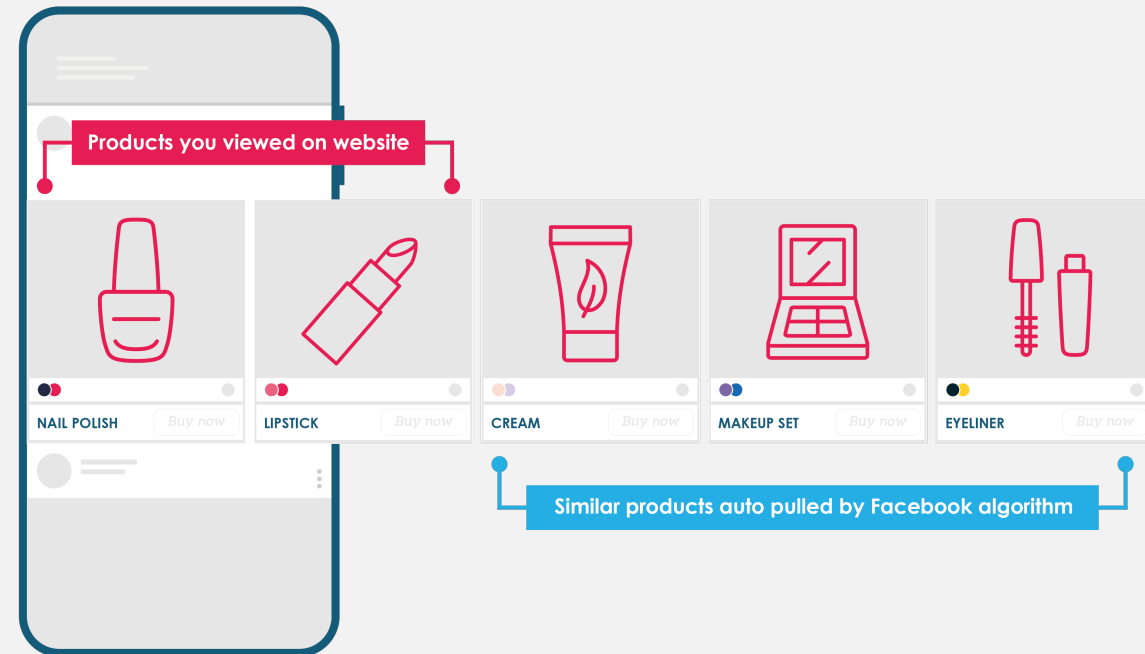 Products you viewed on website
NAIL POLISH
Buy now
LIPSTICK
Buy now
CREAM
Buy now
MAKEUP SET
Buy now
EYELINER
Buy now
Similar products auto pulled by Facebook algorithm